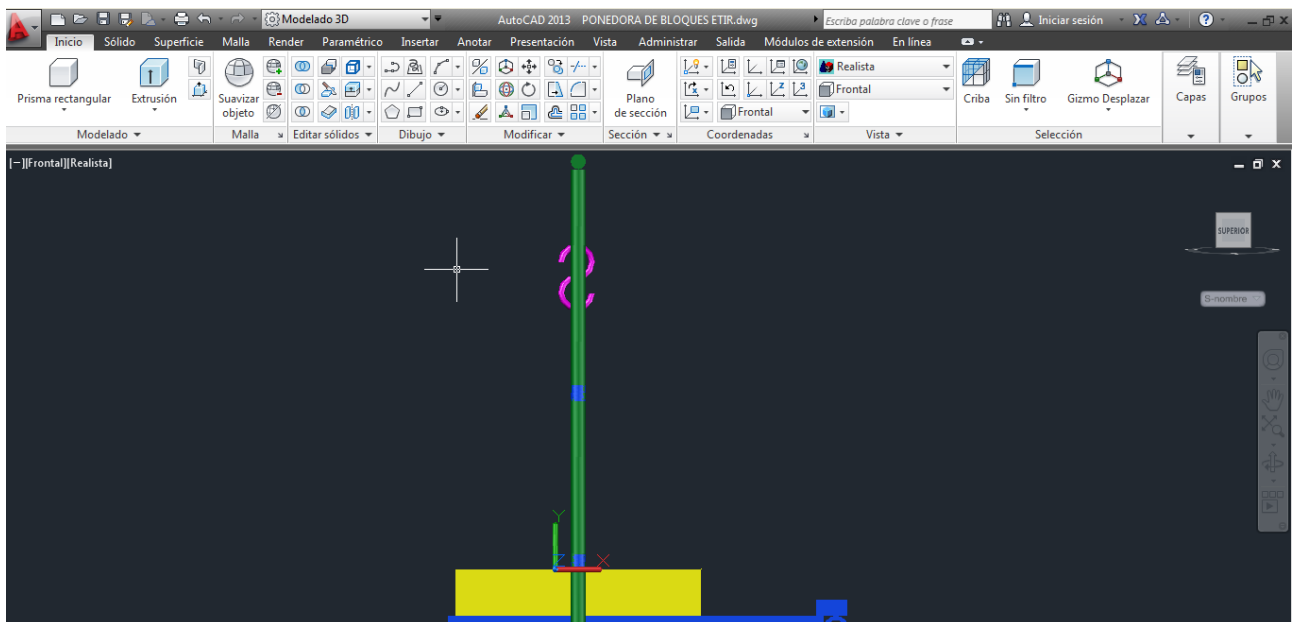 Modelado 3D AutoCAD 2013 PONEDORA DE BLOQUES ETIR.dwg Escriba palabra clave o frase Iniciar sesión
Inicio Sólido Superficie Malla Render Paramétrico Insertar Anotar Presentación Vista Administrar Salida Módulos de extensión En línea
Realista
Prisma rectangular Extrusión Suavizar objeto Plano de sección Frontal Criba Sin filtro Gizmo Desplazar Capas Grupos
Frontal
Modelado Malla Editar sólidos Dibujo Modificar Sección Coordenadas Vista Selección
[−][Frontal][Realista]
SUPERIOR
S-nombre
Y
Z X